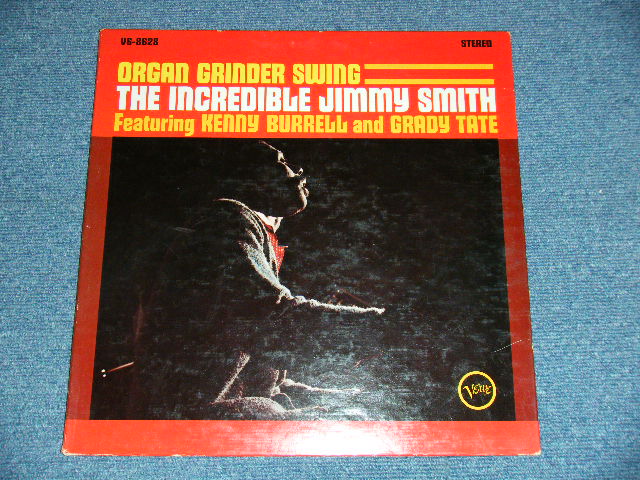 V6-8628 STEREO
ORGAN GRINDER SWING
THE INCREDIBLE JIMMY SMITH
Featuring KENNY BURRELL and GRADY TATE
Verve